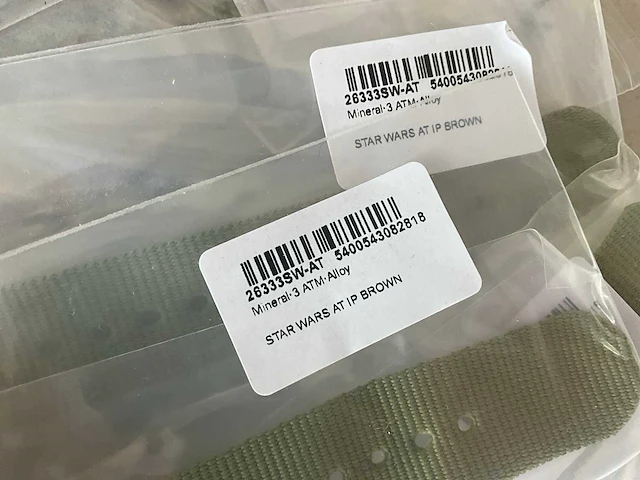 26333SW-AT 5400543082818
Mineral·3 ATM·Alloy
STAR WARS AT IP BROWN
26333SW-AT 5400543082818
Mineral·3 ATM·Alloy
STAR WARS AT IP BROWN